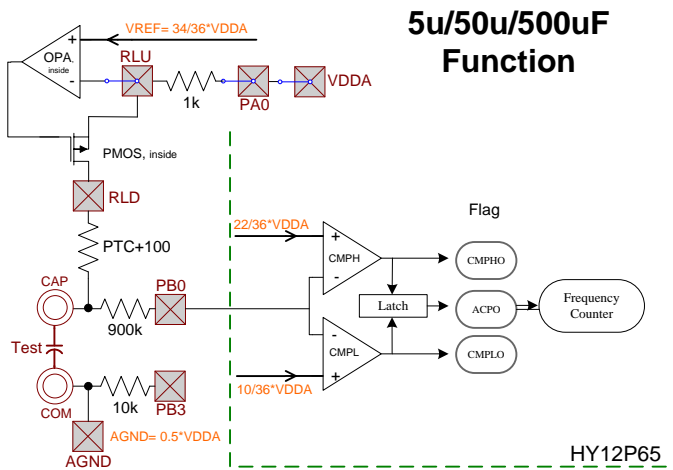 5u/50u/500uF
Function
VREF= 34/36*VDDA
+
OPA,
inside
-
RLU
1k
PA0
VDDA
PMOS, inside
RLD
PTC+100
CAP
900k
PB0
Test
COM
10k
PB3
AGND
AGND= 0.5*VDDA
22/36*VDDA
+
CMPH
-
-
CMPL
+
10/36*VDDA
Latch
Flag
CMPHO
ACPO
CMPLO
Frequency
Counter
HY12P65